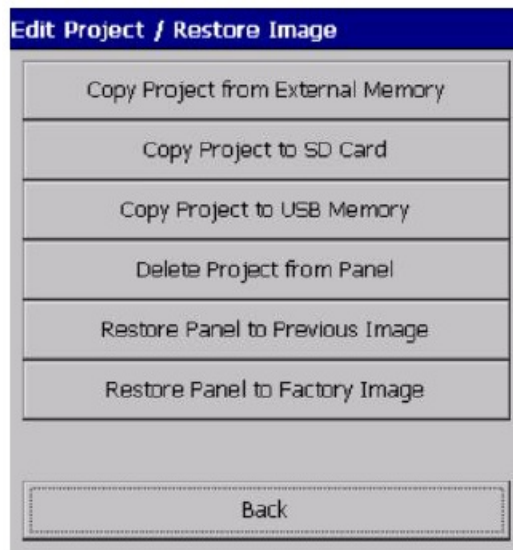 Edit Project / Restore Image
Copy Project from External Memory
Copy Project to SD Card
Copy Project to USB Memory
Delete Project from Panel
Restore Panel to Previous Image
Restore Panel to Factory Image
Back